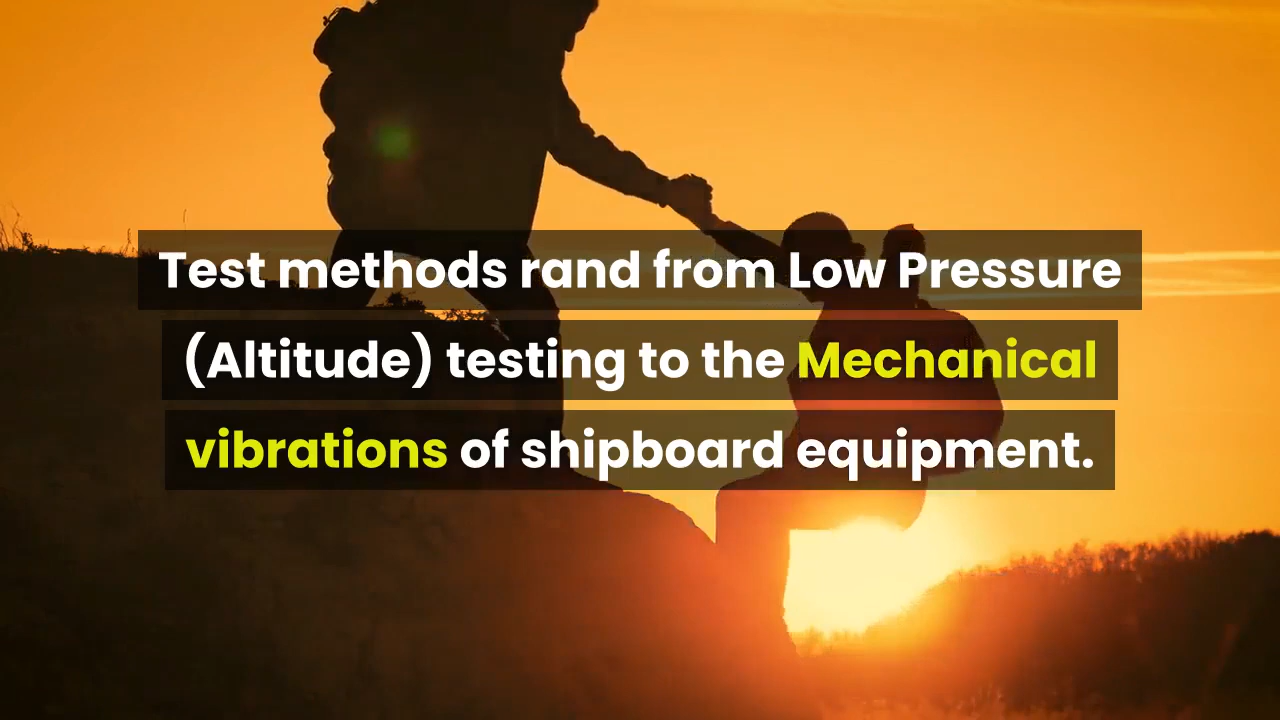 Test methods rand from Low Pressure
(Altitude) testing to the Mechanical
vibrations of shipboard equipment.